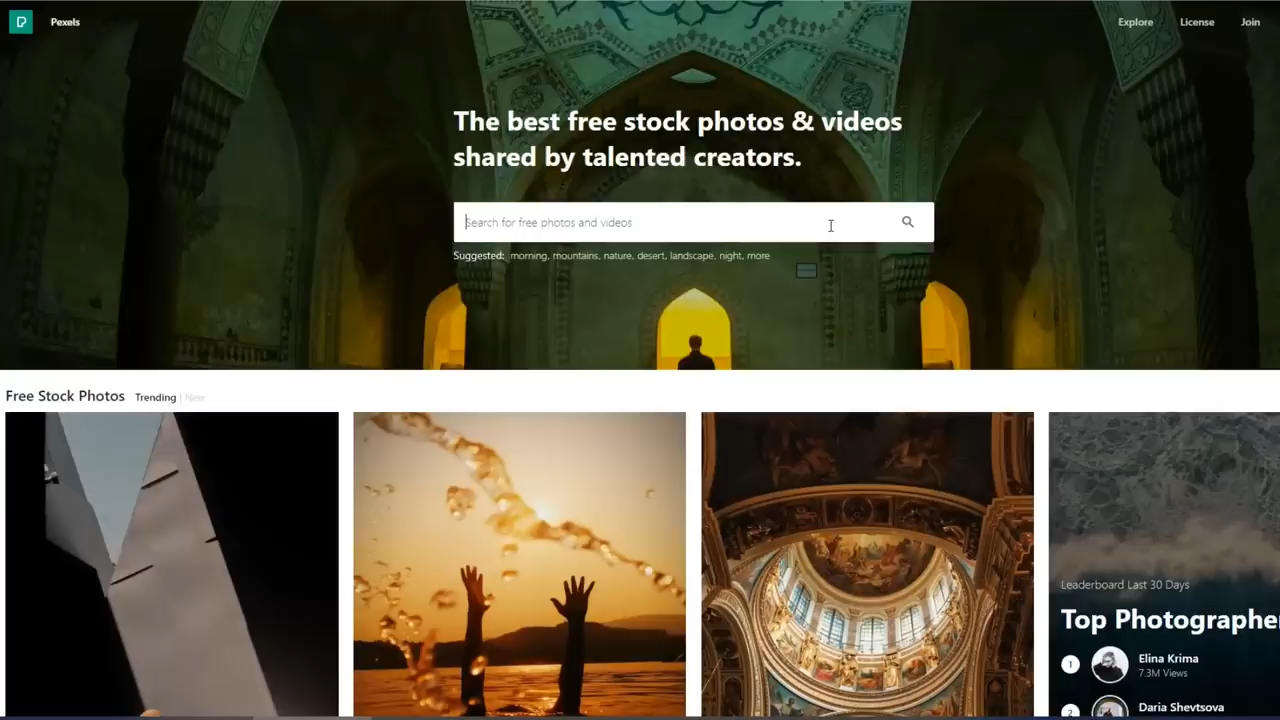 Pexels
Explore
License
Join
The best free stock photos & videos
shared by talented creators.
Search for free photos and videos
Suggested: morning, mountains, nature, desert, landscape, night, more
Free Stock Photos Trending | New
Leaderboard Last 30 Days
Top Photographe
1
Elina Krima
7.3M Views
2
Daria Shevtsova